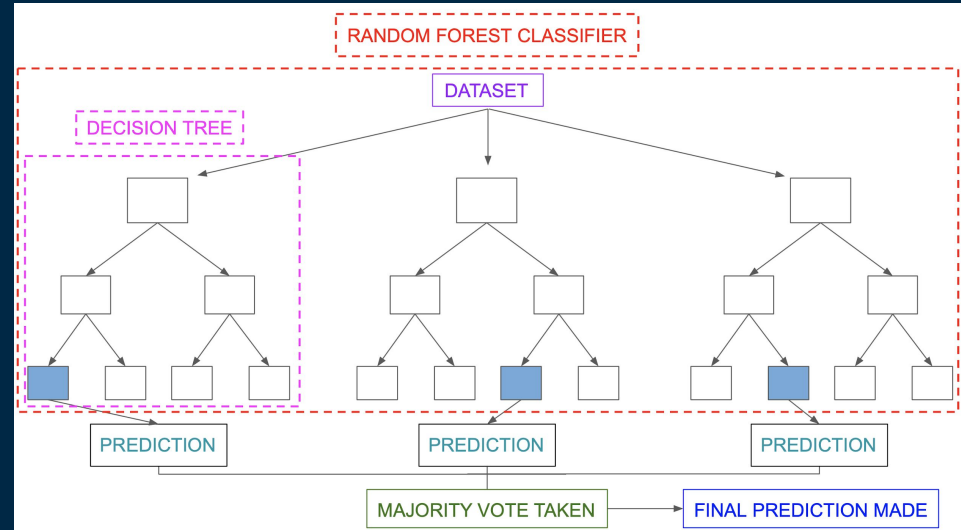 RANDOM FOREST CLASSIFIER
DATASET
DECISION TREE
PREDICTION
PREDICTION
PREDICTION
MAJORITY VOTE TAKEN
FINAL PREDICTION MADE